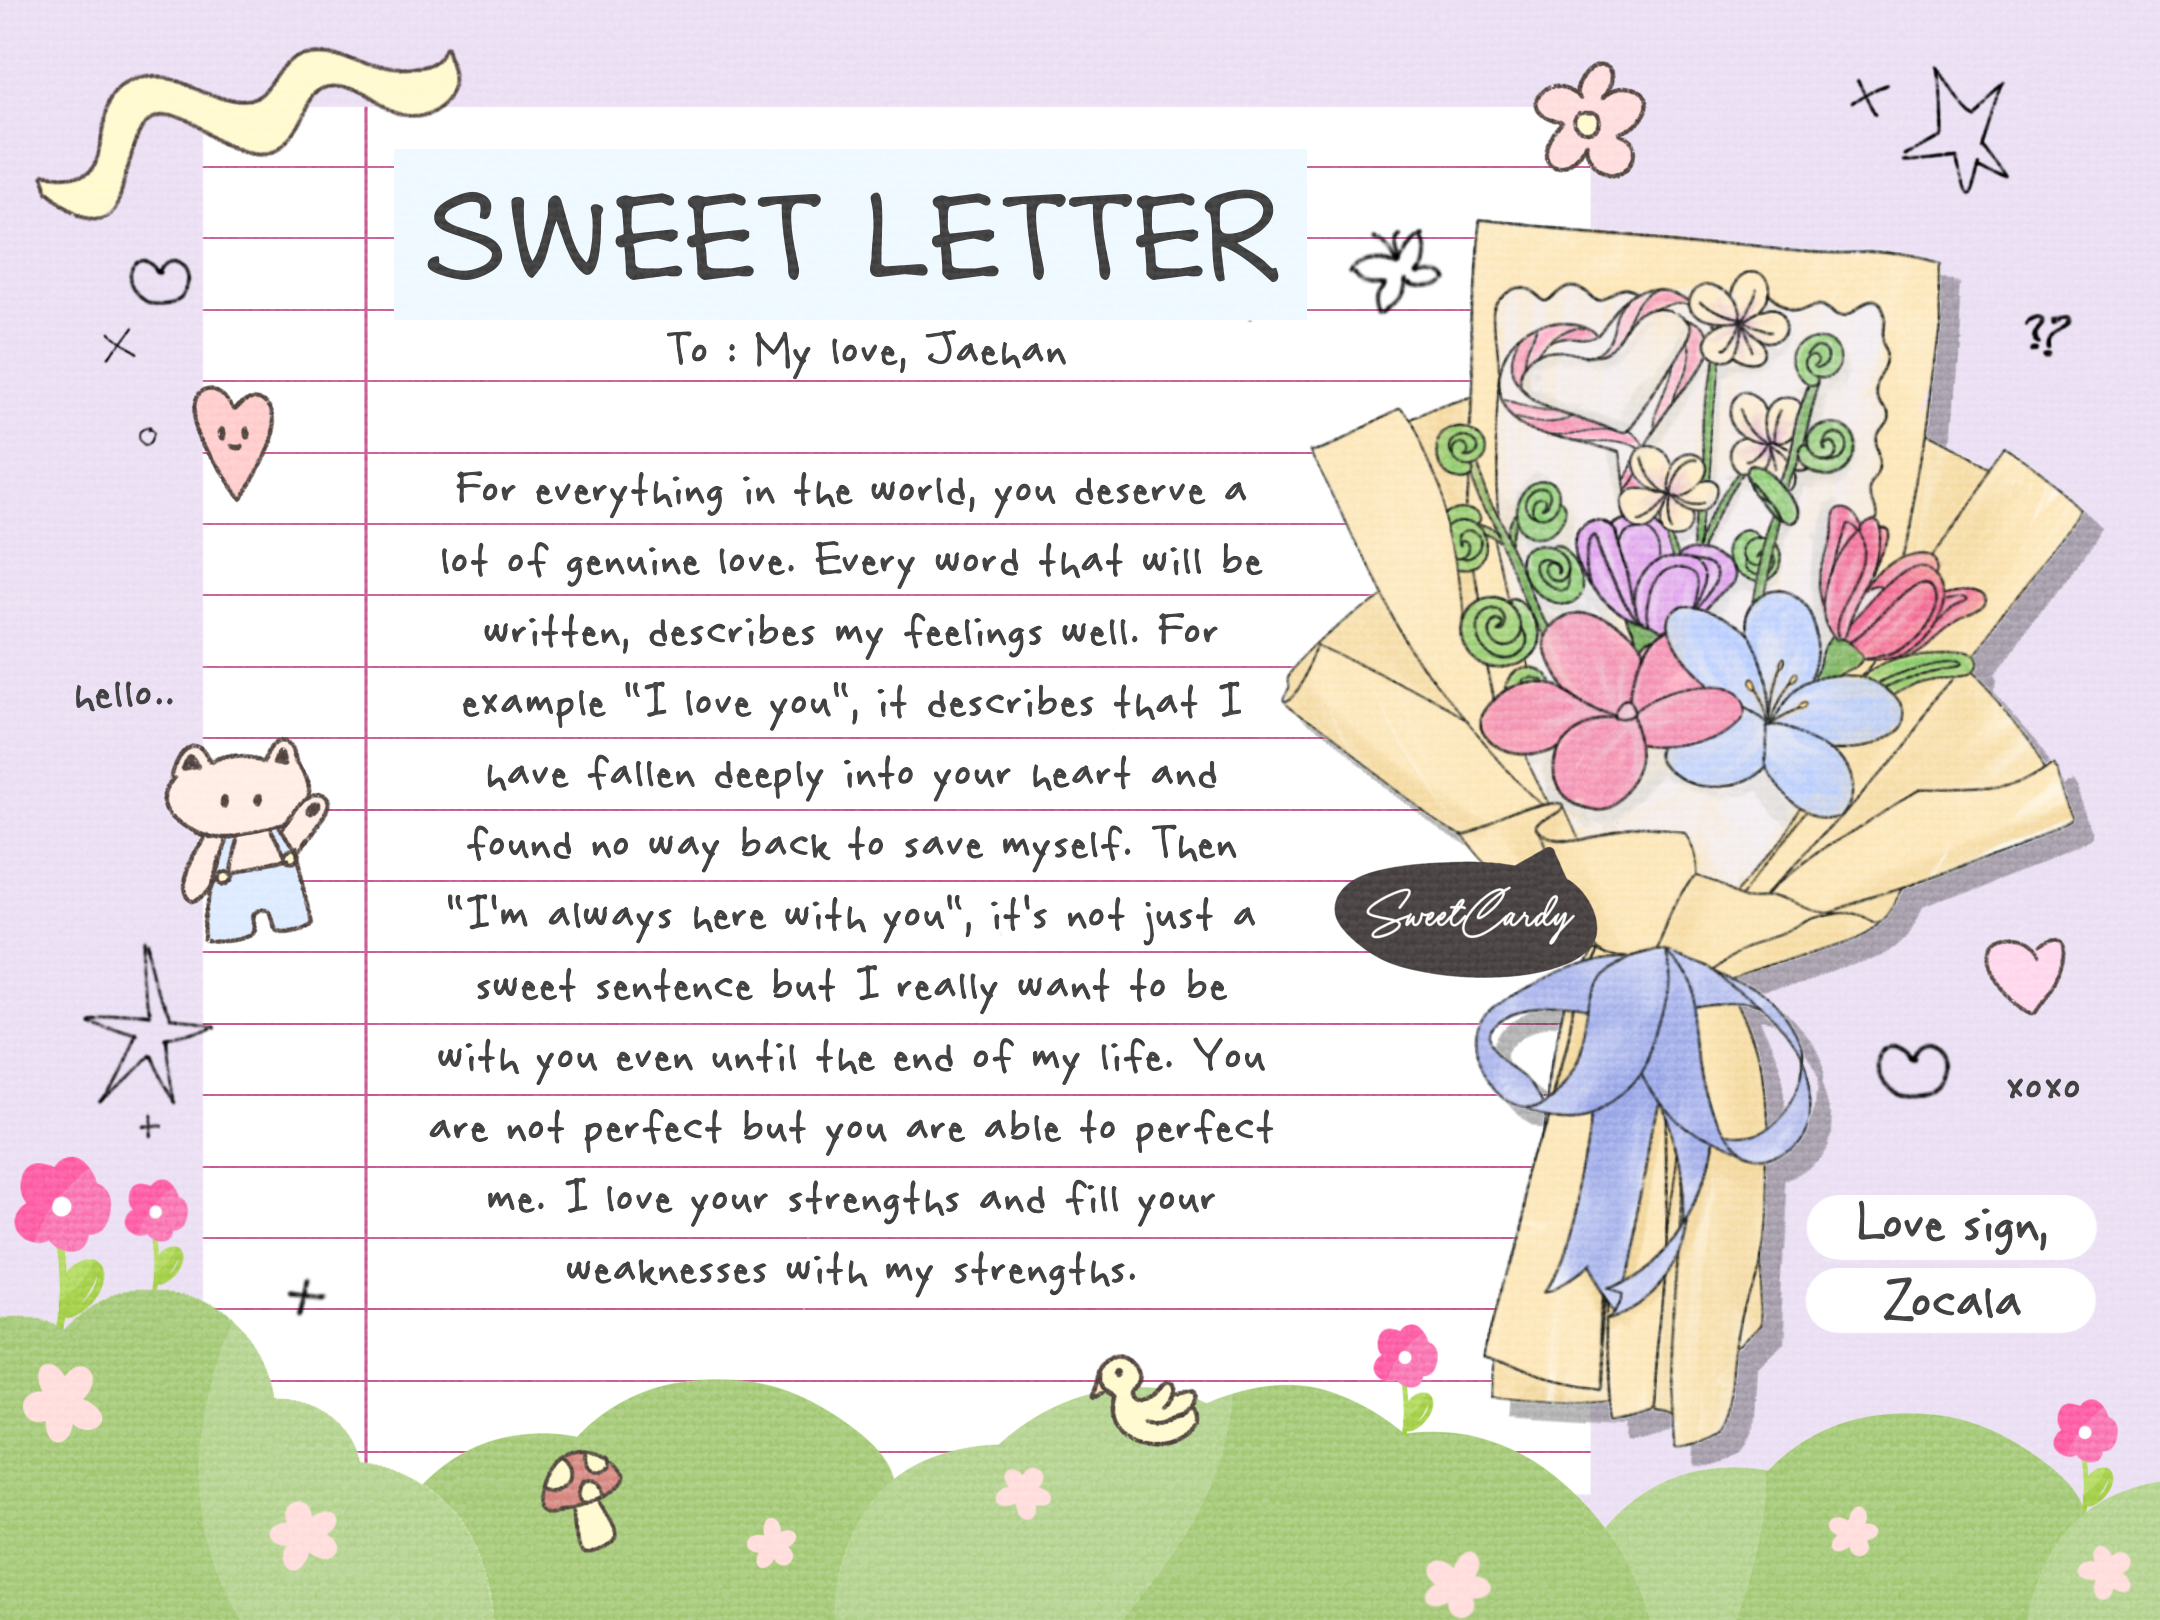 SWEET LETTER
To : My love, Jaehan
For everything in the world, you deserve a
lot of genuine love. Every word that will be
written, describes my feelings well. For
example "I love you", it describes that I
have fallen deeply into your heart and
found no way back to save myself. Then
"I'm always here with you", it's not just a
sweet sentence but I really want to be
with you even until the end of my life. You
are not perfect but you are able to perfect
me. I love your strengths and fill your
weaknesses with my strengths.
hello..
??
SweetCardy
xoxo
Love sign,
Zocala